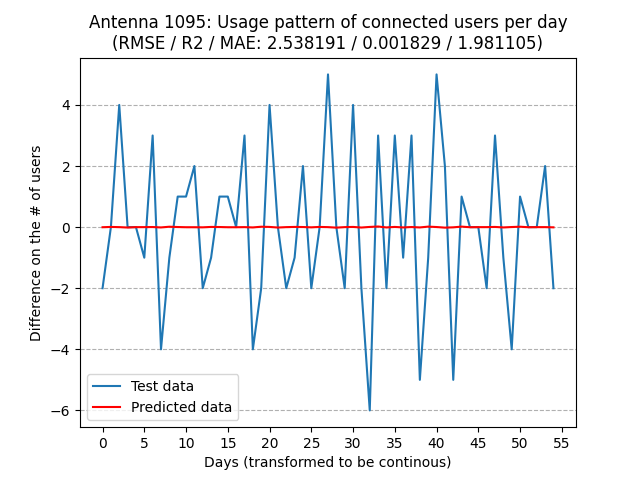 Antenna 1095: Usage pattern of connected users per day
(RMSE / R2 / MAE: 2.538191 / 0.001829 / 1.981105)
Difference on the # of users
4
2
0
−2
−4
−6
Test data
Predicted data
0 5 10 15 20 25 30 35 40 45 50 55
Days (transformed to be continous)